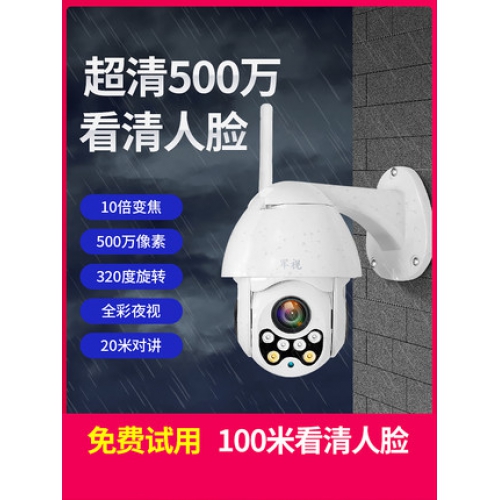 超清500万
看清人脸
10倍变焦
500万像素
320度旋转
全彩夜视
20米对讲
军视
免费试用 100米看清人脸